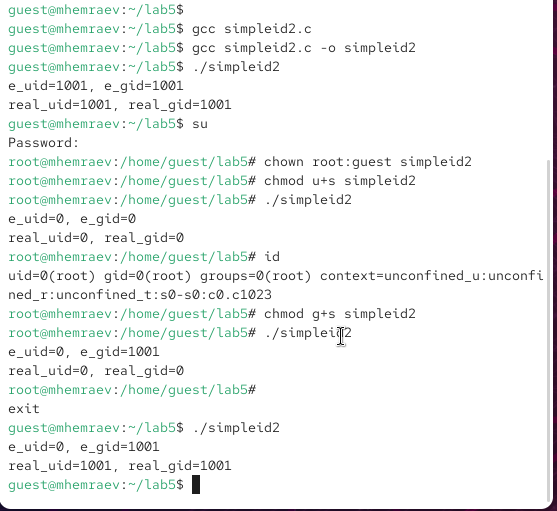 guest@mhemraev:~/lab5$
guest@mhemraev:~/lab5$ gcc simpleid2.c
guest@mhemraev:~/lab5$ gcc simpleid2.c -o simpleid2
guest@mhemraev:~/lab5$ ./simpleid2
e_uid=1001, e_gid=1001
real_uid=1001, real_gid=1001
guest@mhemraev:~/lab5$ su
Password:
root@mhemraev:/home/guest/lab5# chown root:guest simpleid2
root@mhemraev:/home/guest/lab5# chmod u+s simpleid2
root@mhemraev:/home/guest/lab5# ./simpleid2
e_uid=0, e_gid=0
real_uid=0, real_gid=0
root@mhemraev:/home/guest/lab5# id
uid=0(root) gid=0(root) groups=0(root) context=unconfined_u:unconfi
ned_r:unconfined_t:s0-s0:c0.c1023
root@mhemraev:/home/guest/lab5# chmod g+s simpleid2
root@mhemraev:/home/guest/lab5# ./simpleid2
e_uid=0, e_gid=1001
real_uid=0, real_gid=0
root@mhemraev:/home/guest/lab5#
exit
guest@mhemraev:~/lab5$ ./simpleid2
e_uid=0, e_gid=1001
real_uid=1001, real_gid=1001
guest@mhemraev:~/lab5$